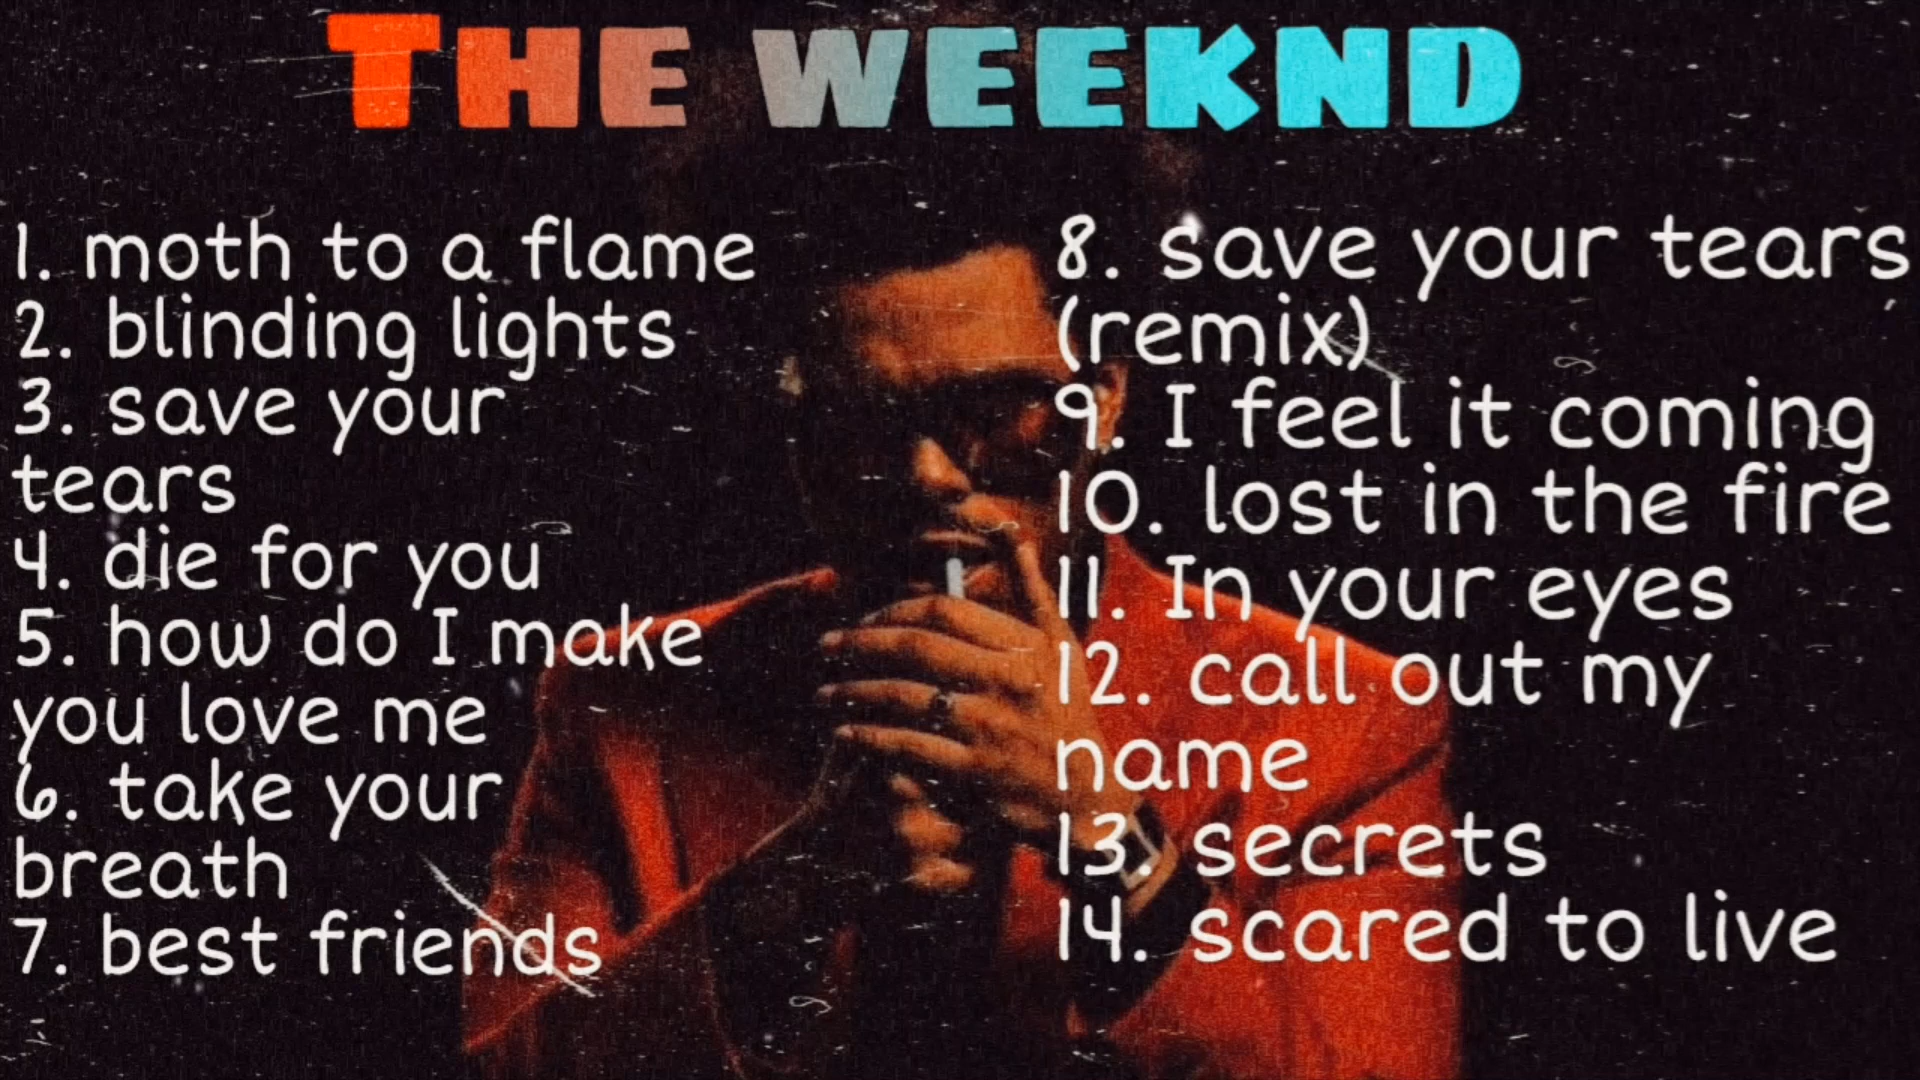 THE WEEKND
1. moth to a flame
2. blinding lights
3. save your
tears
4. die for you
5. how do I make
you love me
6. take your
breath
7. best friends
8. save your tears
(remix)
9. I feel it coming
10. lost in the fire
11. In your eyes
12. call out my
name
13. secrets
14. scared to live